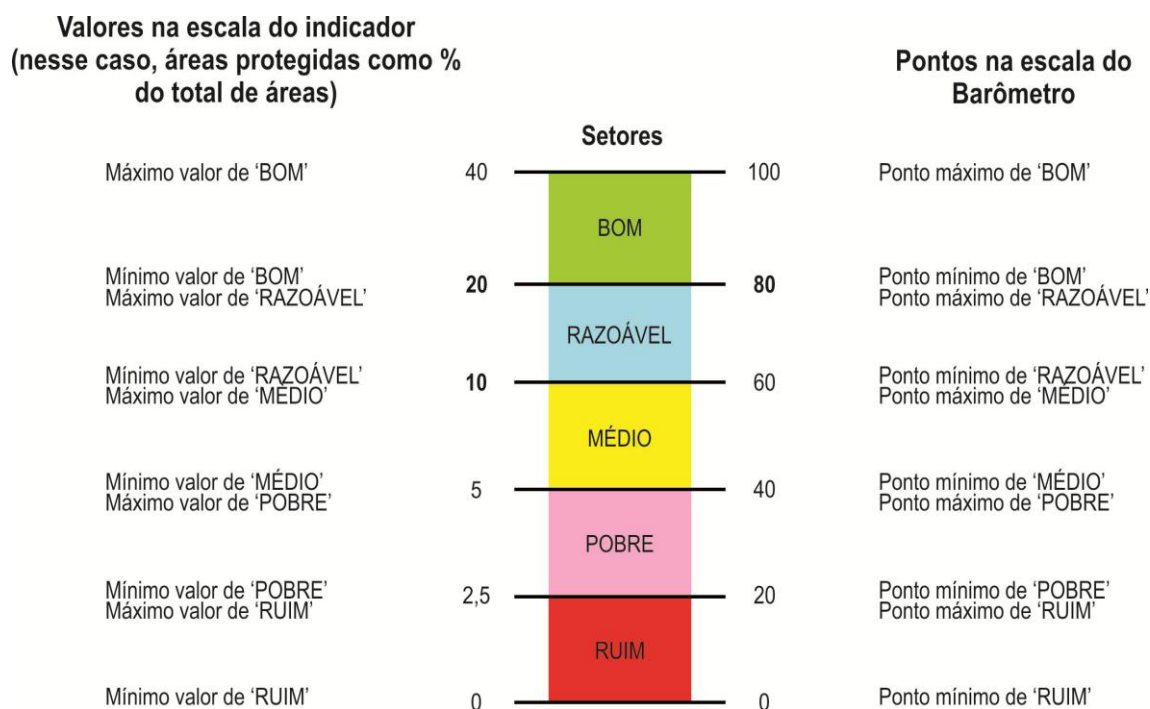 Valores na escala do indicador
(nesse caso, áreas protegidas como %
do total de áreas)
Pontos na escala do
Barômetro
Setores
Máximo valor de ‘BOM’ 40 100 Ponto máximo de ‘BOM’
BOM
Mínimo valor de ‘BOM’ Ponto mínimo de ‘BOM’
20 80
Máximo valor de ‘RAZOÁVEL’ Ponto máximo de ‘RAZOÁVEL’
RAZOÁVEL
Mínimo valor de ‘RAZOÁVEL’ Ponto mínimo de ‘RAZOÁVEL’
10 60
Máximo valor de ‘MÉDIO’ Ponto máximo de ‘MÉDIO’
MÉDIO
Mínimo valor de ‘MÉDIO’ Ponto mínimo de ‘MÉDIO’
5 40
Máximo valor de ‘POBRE’ Ponto máximo de ‘POBRE’
POBRE
Mínimo valor de ‘POBRE’ Ponto mínimo de ‘POBRE’
2,5 20
Máximo valor de ‘RUIM’ Ponto máximo de ‘RUIM’
RUIM
Mínimo valor de ‘RUIM’ 0 0 Ponto mínimo de ‘RUIM’